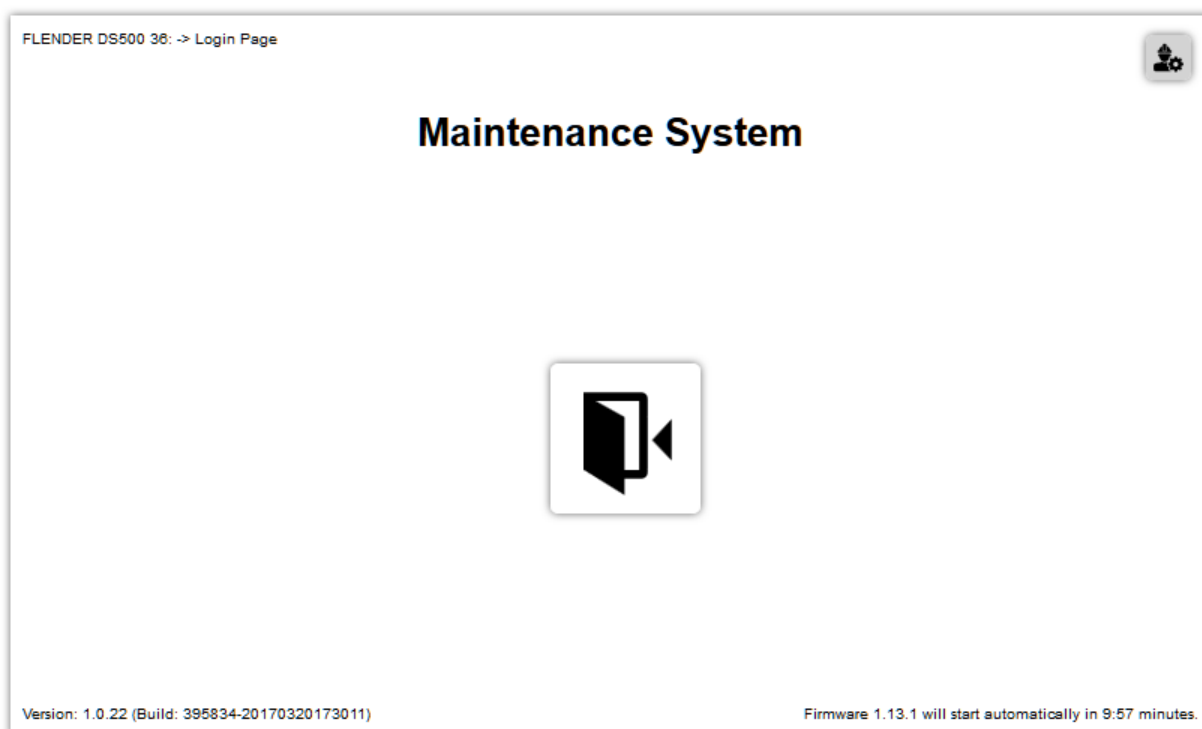 FLENDER DS500 36: -> Login Page
Maintenance System
Version: 1.0.22 (Build: 395834-20170320173011)
Firmware 1.13.1 will start automatically in 9:57 minutes.